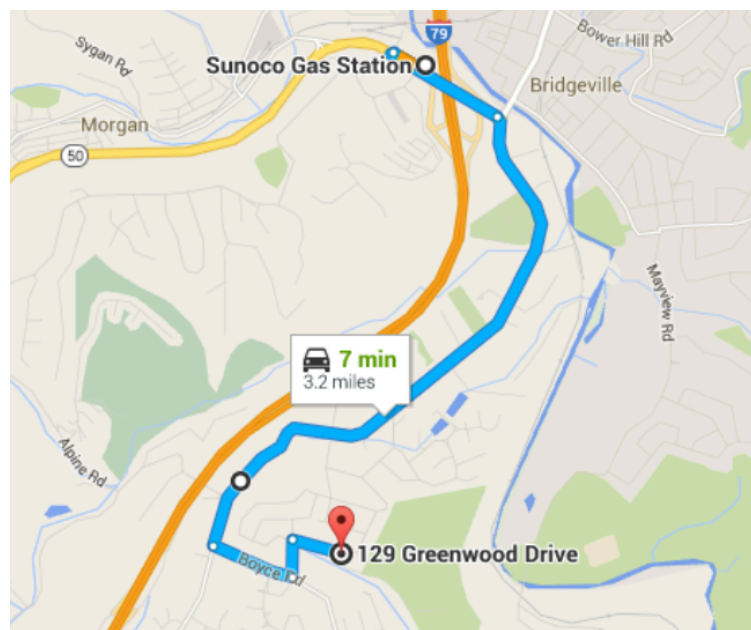 79
Bower Hill Rd
Sygan Rd
Sunoco Gas Station
Bridgeville
Morgan
50
Mayview Rd
7 min
3.2 miles
Alpine Rd
129 Greenwood Drive
Boyce Rd